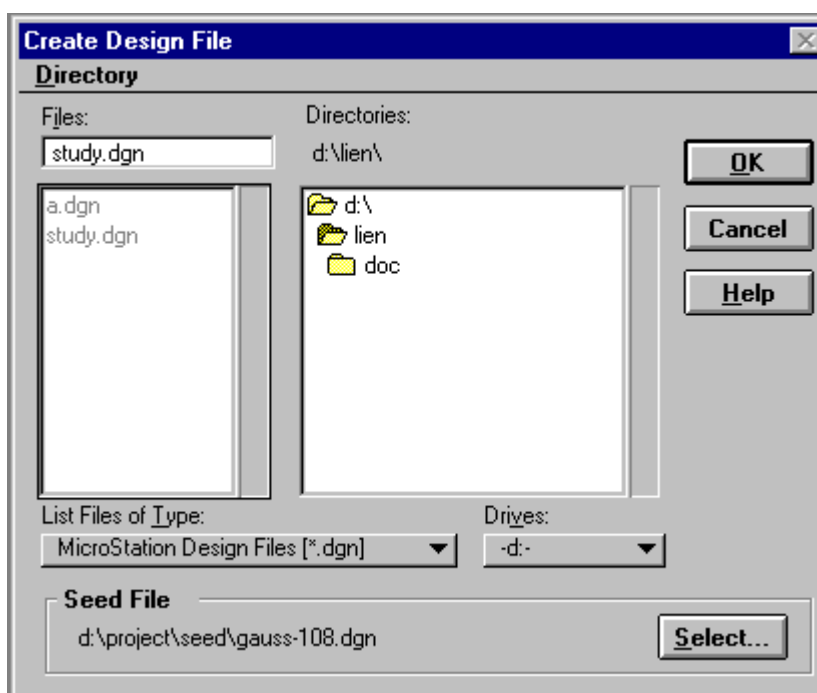 Create Design File
Directory
Files:
study.dgn
a.dgn
study.dgn
Directories:
d:\lien\
d:\
lien
doc
OK
Cancel
Help
List Files of Type:
MicroStation Design Files [*.dgn]
Drives:
-d:-
Seed File
d:\project\seed\gauss-108.dgn
Select...